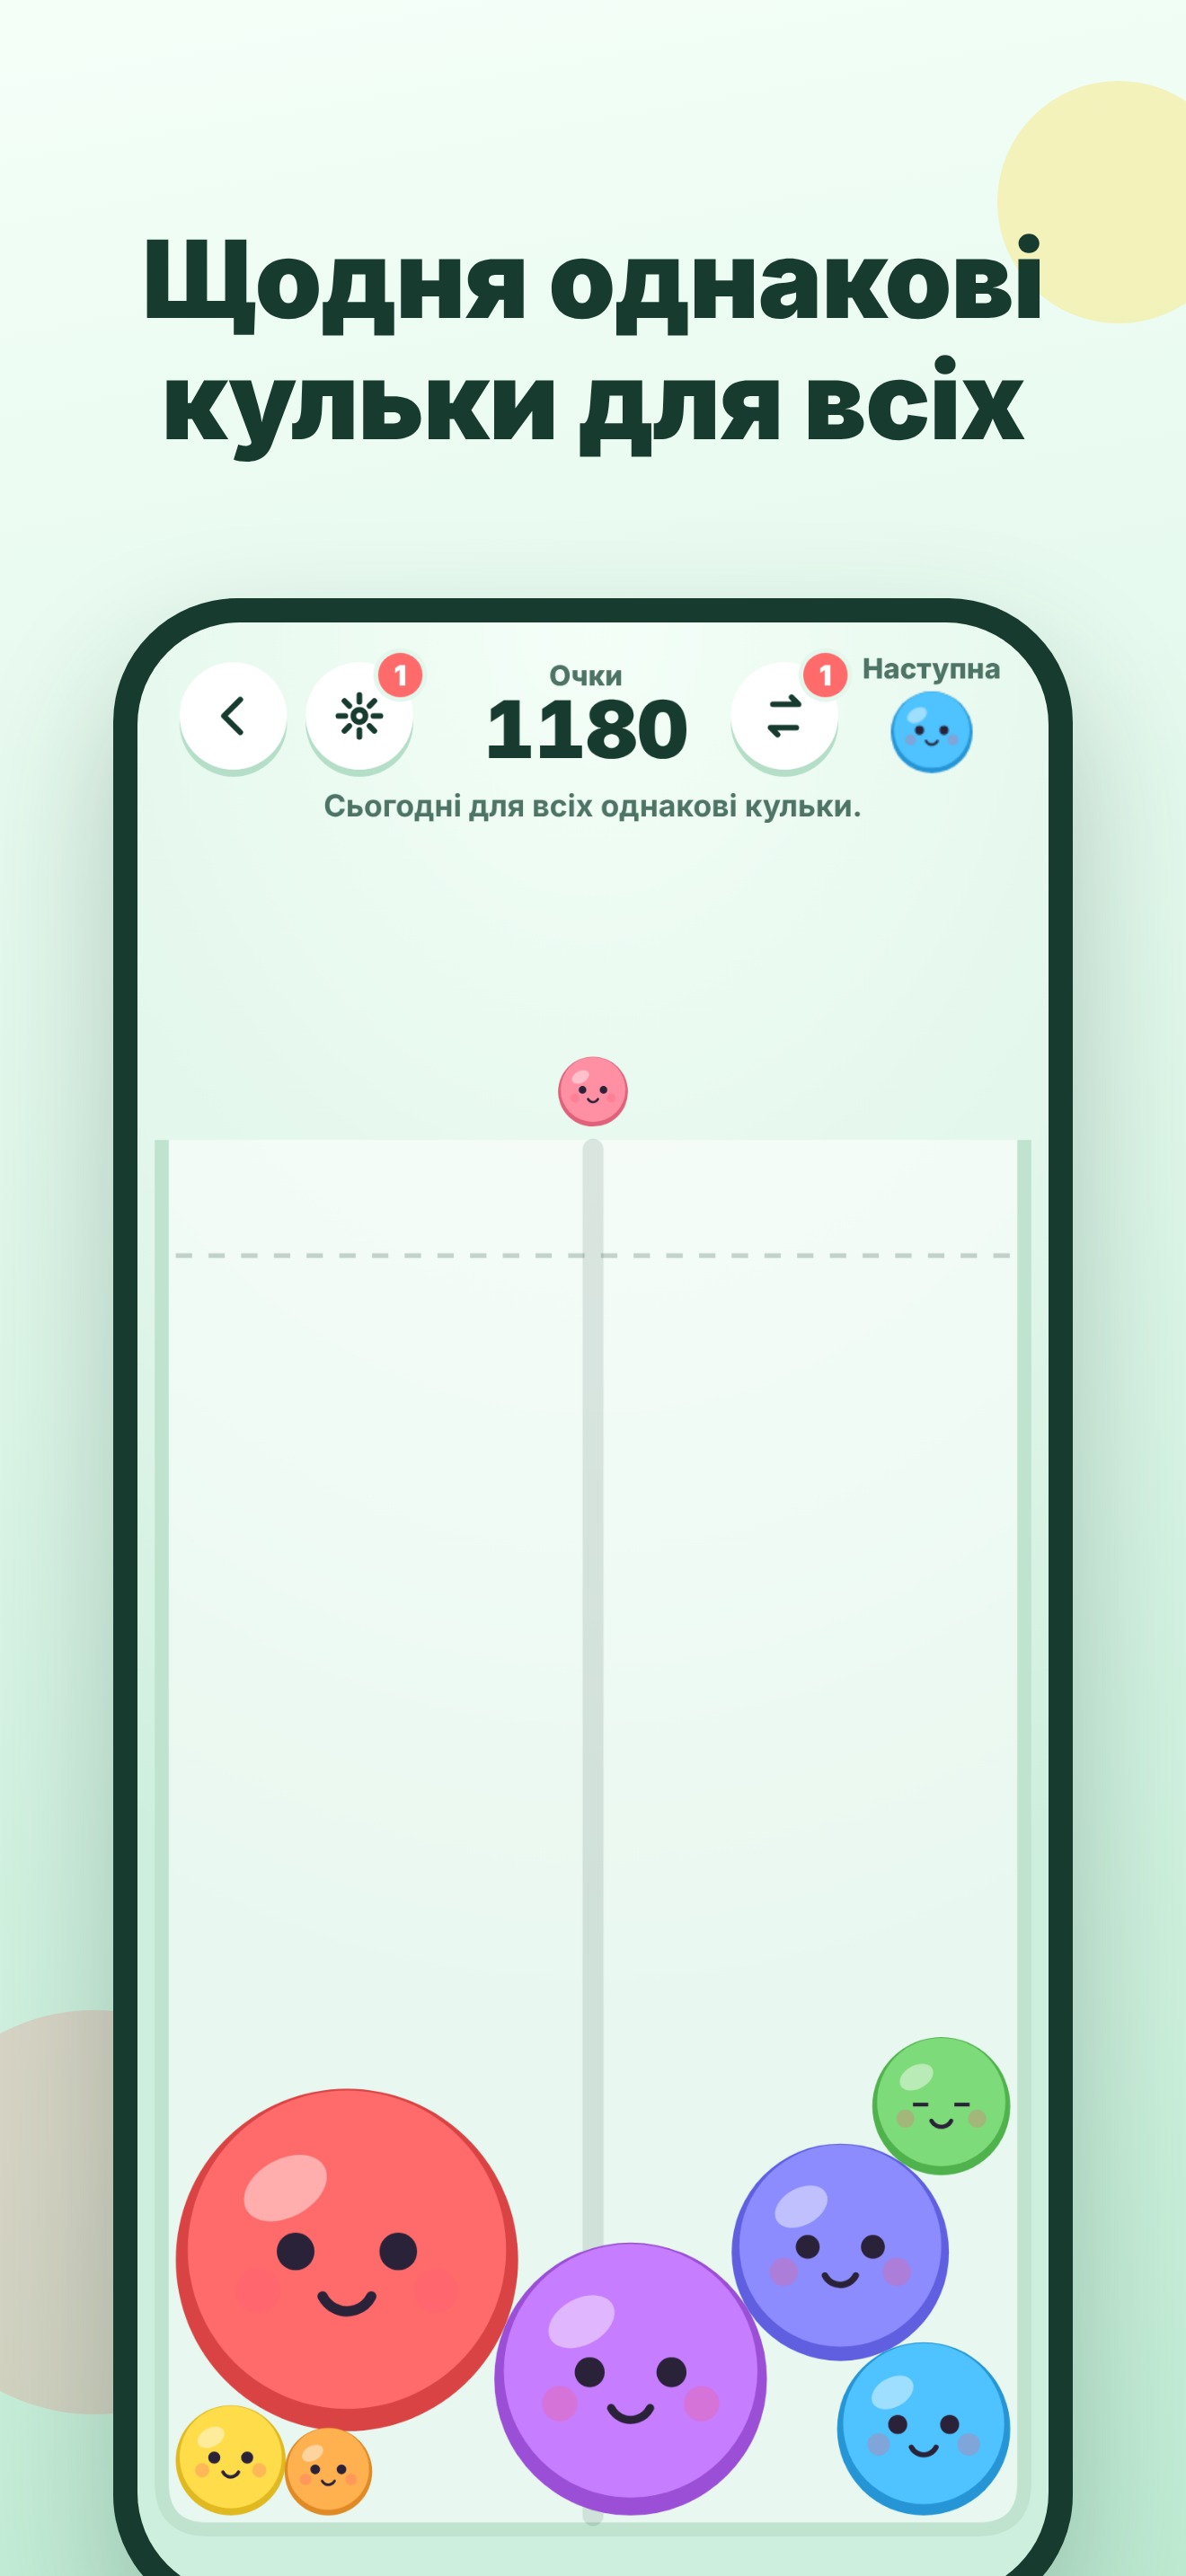 Щодня однакові
кульки для всіх
1
Очки
1180
1
Наступна
Сьогодні для всіх однакові кульки.